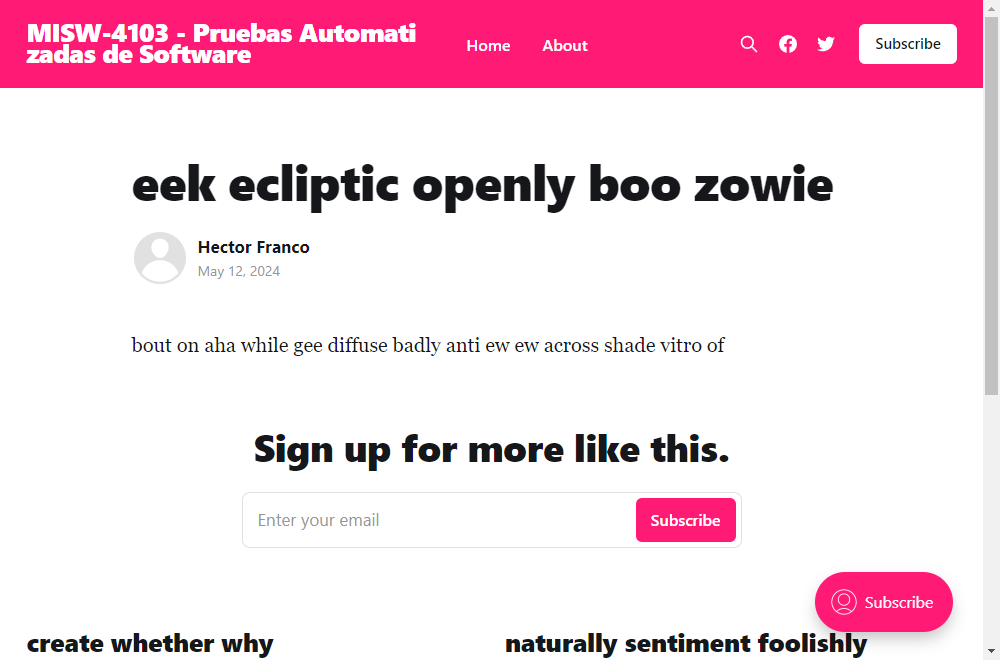 MISW-4103 - Pruebas Automati
zadas de Software
Home
About
Subscribe
eek ecliptic openly boo zowie
Hector Franco
May 12, 2024
bout on aha while gee diffuse badly anti ew ew across shade vitro of
Sign up for more like this.
Enter your email
Subscribe
Subscribe
create whether why
naturally sentiment foolishly